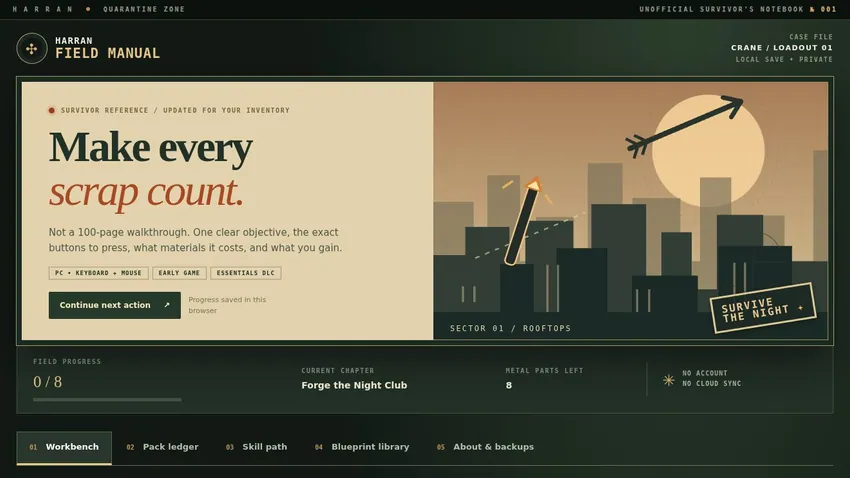 HARRAN • QUARANTINE ZONE
UNOFFICIAL SURVIVOR'S NOTEBOOK № 001
HARRAN
FIELD MANUAL
CASE FILE
CRANE / LOADOUT 01
LOCAL SAVE • PRIVATE
SURVIVOR REFERENCE / UPDATED FOR YOUR INVENTORY
Make every
scrap count.
Not a 100-page walkthrough. One clear objective, the exact
buttons to press, what materials it costs, and what you gain.
PC • KEYBOARD + MOUSE
EARLY GAME
ESSENTIALS DLC
Continue next action ↗
Progress saved in this
browser
SECTOR 01 / ROOFTOPS
SURVIVE
THE NIGHT ✦
FIELD PROGRESS
0 / 8
CURRENT CHAPTER
Forge the Night Club
METAL PARTS LEFT
8
NO ACCOUNT
NO CLOUD SYNC
01 Workbench
02 Pack ledger
03 Skill path
04 Blueprint library
05 About & backups